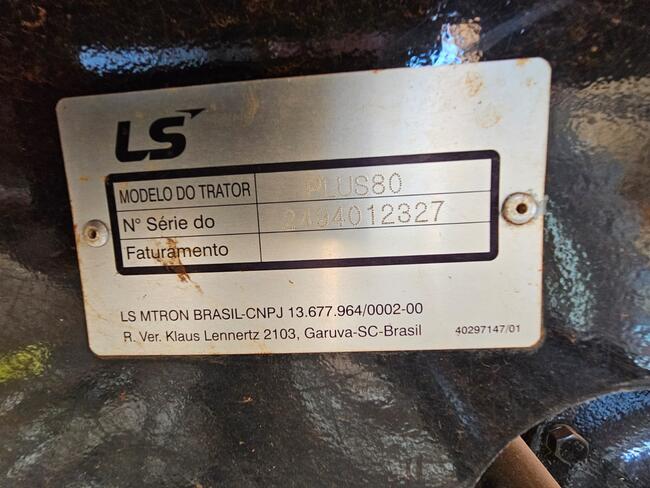 LS
MODELO DO TRATOR PLUS80
N° Série do 2494012327
Faturamento
LS MTRON BRASIL-CNPJ 13.677.964/0002-00
R. Ver. Klaus Lennertz 2103, Garuva-SC-Brasil 40297147/01